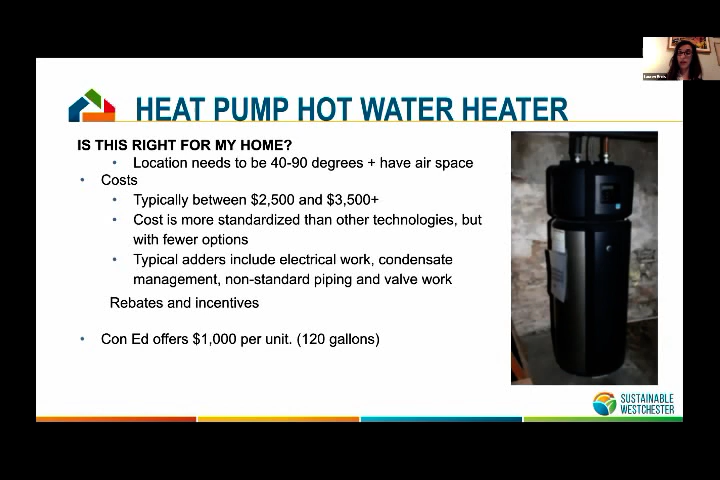 HEAT PUMP HOT WATER HEATER
IS THIS RIGHT FOR MY HOME?
• Location needs to be 40-90 degrees + have air space
• Costs
• Typically between $2,500 and $3,500+
• Cost is more standardized than other technologies, but
with fewer options
• Typical adders include electrical work, condensate
management, non-standard piping and valve work
Rebates and incentives
• Con Ed offers $1,000 per unit. (120 gallons)
SUSTAINABLE
WESTCHESTER